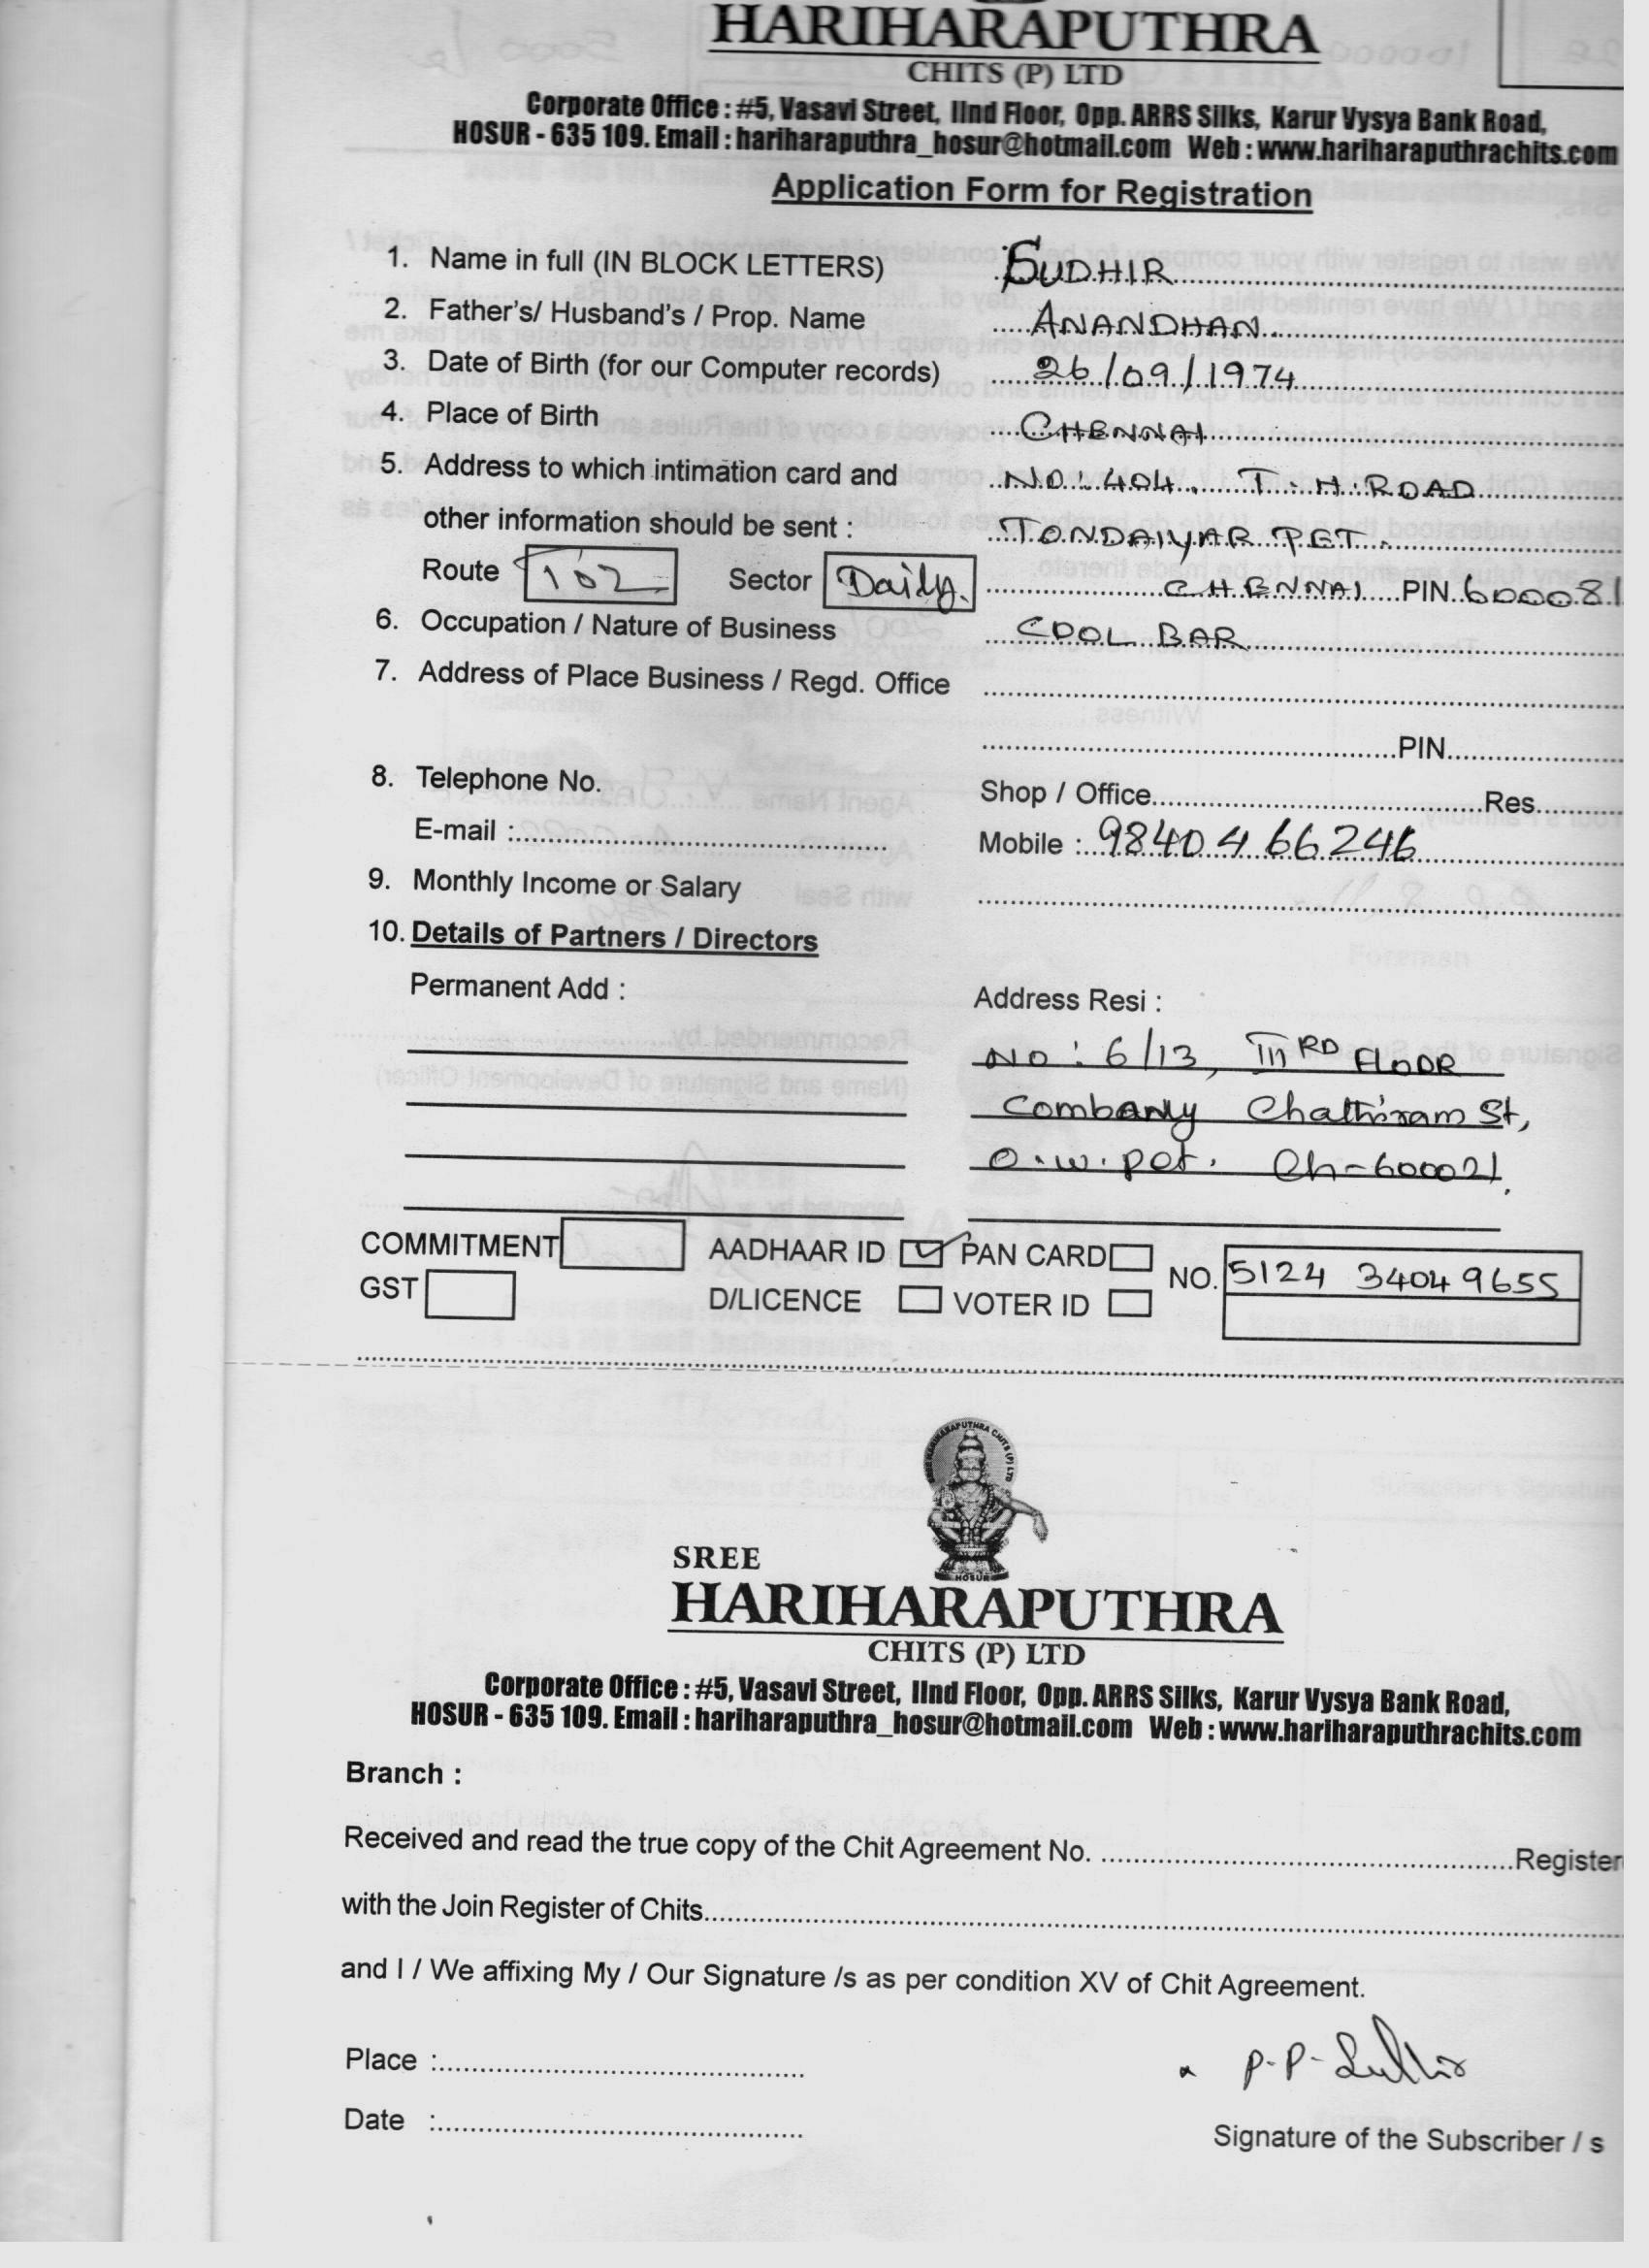 HARIHARAPUTHRA
CHITS (P) LTD
Corporate Office : #5, Vasavi Street, IInd Floor, Opp. ARRS Silks, Karur Vysya Bank Road,
HOSUR - 635 109. Email : hariharaputhra_hosur@hotmail.com Web : www.hariharaputhrachits.com
Application Form for Registration
1. Name in full (IN BLOCK LETTERS) SUDHIR
2. Father's/ Husband's / Prop. Name ANANDHAN
3. Date of Birth (for our Computer records) 26/09/1974
4. Place of Birth CHENNAI
5. Address to which intimation card and NO: 404, T.H. ROAD
other information should be sent : TONDAIYAR PET.
Route 102 Sector Daily. CHENNAI PIN 600081
6. Occupation / Nature of Business COOL BAR
7. Address of Place Business / Regd. Office
PIN
8. Telephone No. Shop / Office Res.
E-mail : Mobile : 9840466246
9. Monthly Income or Salary
10. Details of Partners / Directors
Permanent Add : Address Resi :
NO: 6/13, IIIRD FLOOR
Combany Chathiram St,
O.W.pet. Ch-600021.
COMMITMENT AADHAAR ID PAN CARD NO. 5124 3404 9655
GST D/LICENCE VOTER ID
SREE HARIHARAPUTHRA CHITS (P) LTD
HOSUR
SREE
HARIHARAPUTHRA
CHITS (P) LTD
Corporate Office : #5, Vasavi Street, IInd Floor, Opp. ARRS Silks, Karur Vysya Bank Road,
HOSUR - 635 109. Email : hariharaputhra_hosur@hotmail.com Web : www.hariharaputhrachits.com
Branch :
Received and read the true copy of the Chit Agreement No. Register
with the Join Register of Chits
and I / We affixing My / Our Signature /s as per condition XV of Chit Agreement.
Place : P.P. Sudhir
Date :
Signature of the Subscriber / s